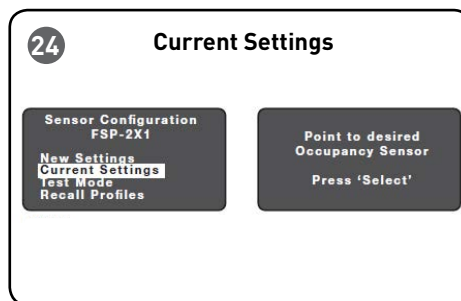 24
Current Settings
Sensor Configuration
FSP-2X1
New Settings
Current Settings
Test Mode
Recall Profiles
Point to desired
Occupancy Sensor
Press ‘Select’